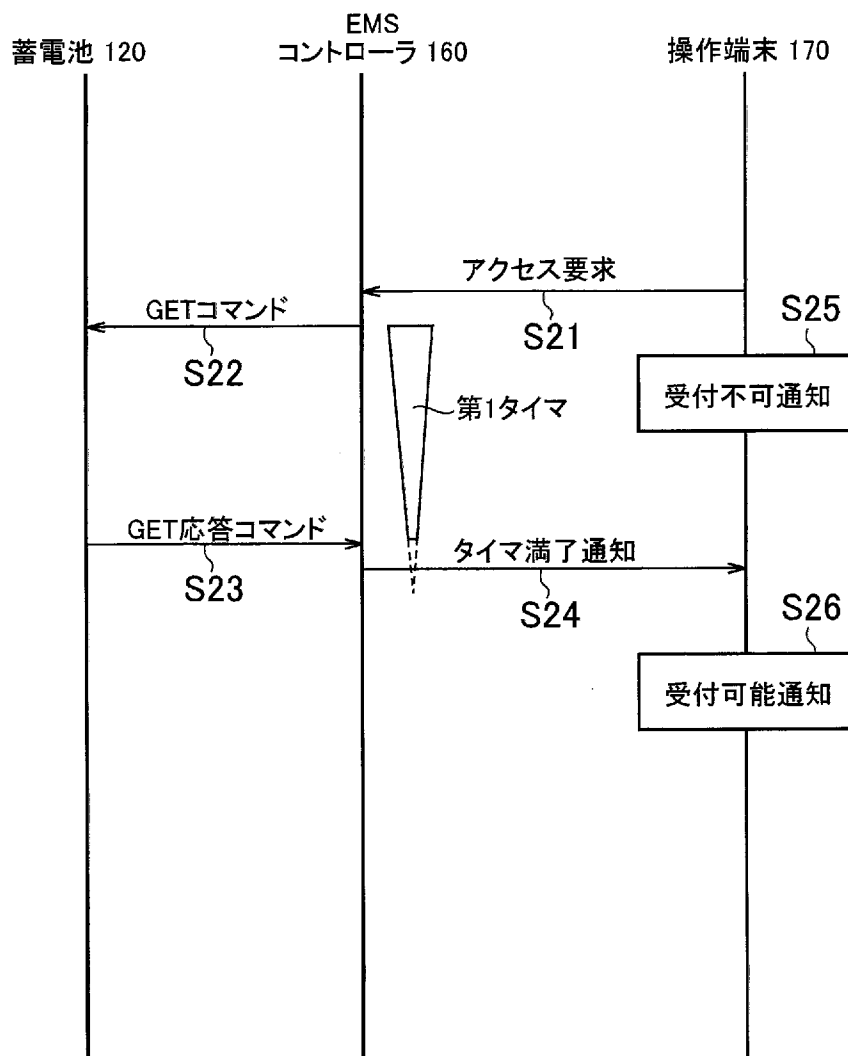 蓄電池 120
EMS
コントローラ 160
操作端末 170
アクセス要求
S21
GETコマンド
S22
S25
受付不可通知
第1タイマ
GET応答コマンド
S23
タイマ満了通知
S24
S26
受付可能通知